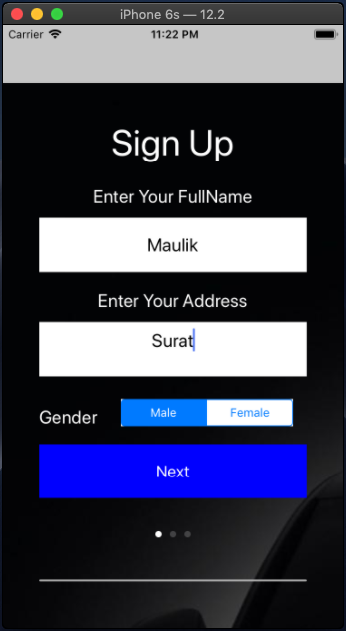 iPhone 6s — 12.2
Carrier 11:22 PM
Sign Up
Enter Your FullName
Maulik
Enter Your Address
Surat
Gender Male Female
Next